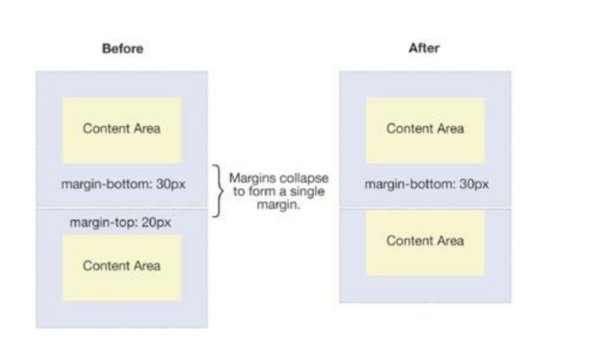 Before
After
Content Area
Content Area
margin-bottom: 30px
Margins collapse
to form a single
margin.
margin-bottom: 30px
margin-top: 20px
Content Area
Content Area